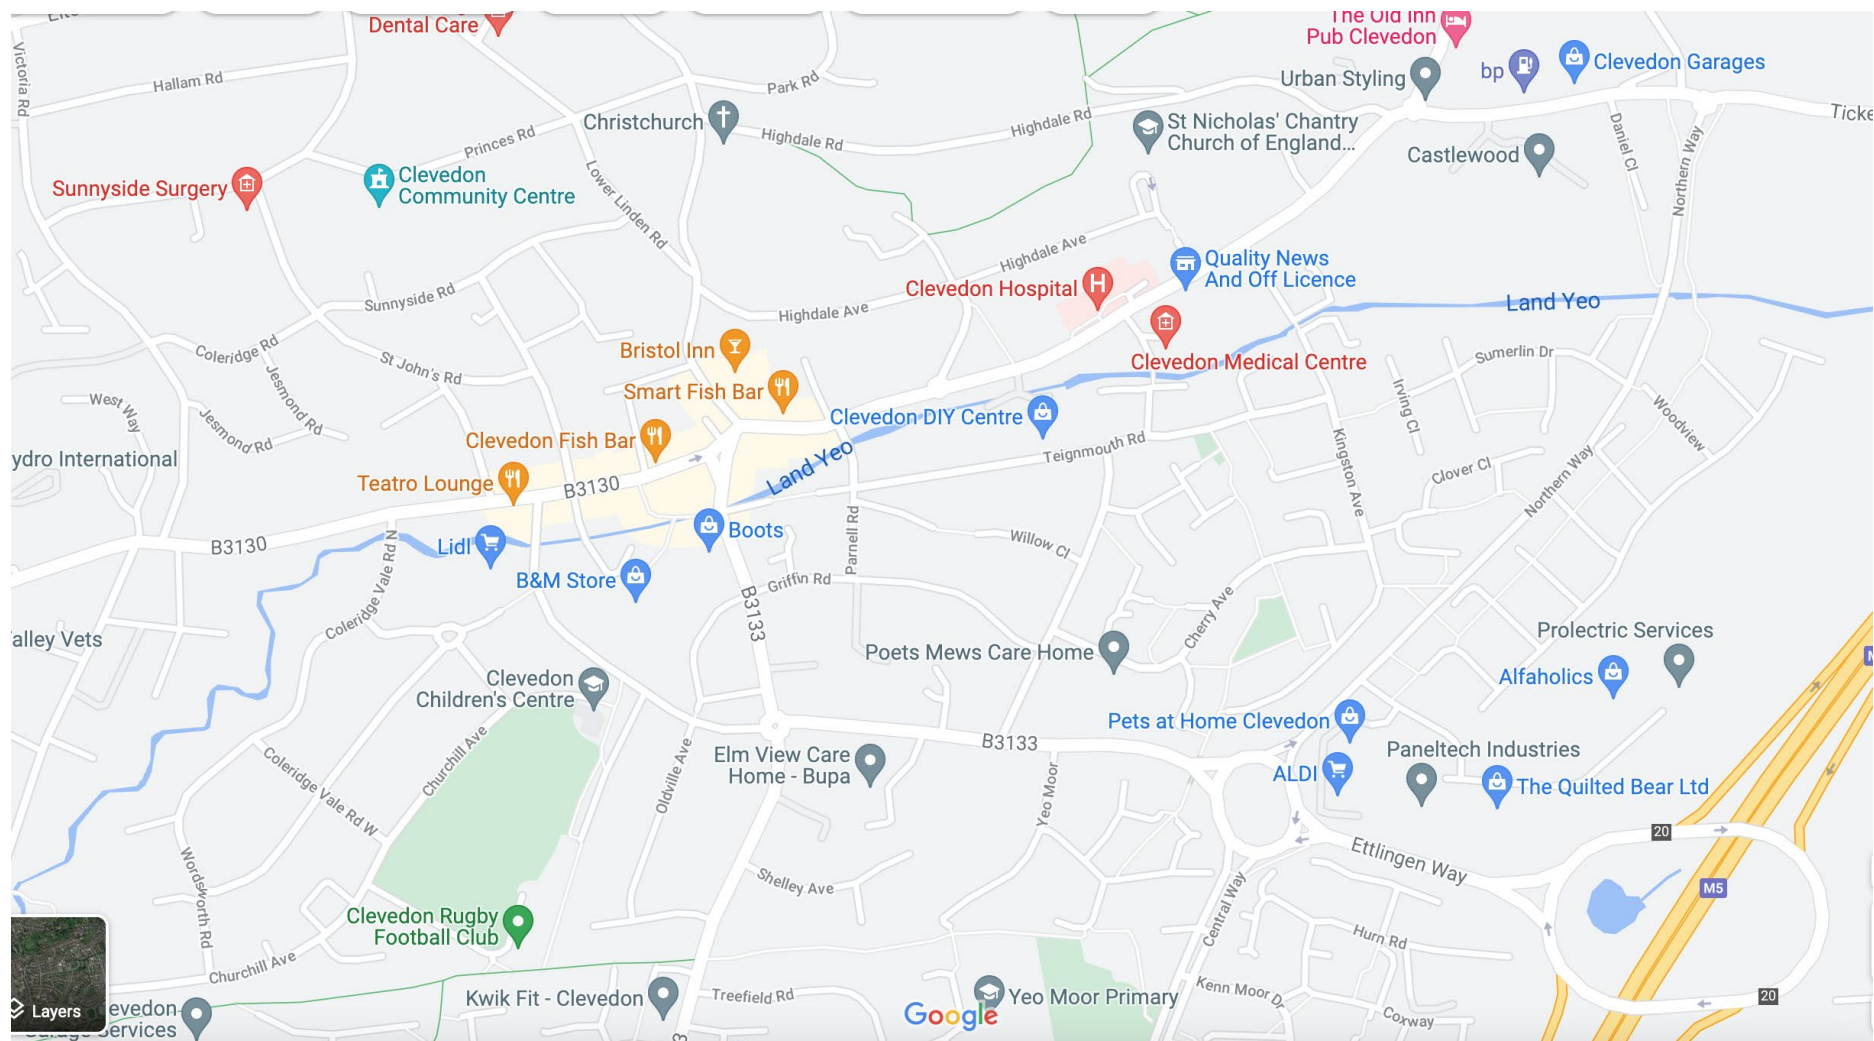 Dental Care
The Old Inn
Pub Clevedon
Urban Styling
bp
Clevedon Garages
Victoria Rd
Hallam Rd
Park Rd
Christchurch
Highdale Rd
Highdale Rd
St Nicholas' Chantry
Church of England...
Castlewood
Daniel Cl
Northern Way
Princes Rd
Lower Linden Rd
Sunnyside Surgery
Clevedon
Community Centre
Highdale Ave
Quality News
And Off Licence
Clevedon Hospital
Land Yeo
Sunnyside Rd
Highdale Ave
Clevedon Medical Centre
Coleridge Rd
St John's Rd
Bristol Inn
Smart Fish Bar
Sumerlin Dr
Irving Cl
Woodview
West Way
Jesmond Rd
Jesmond Rd
Clevedon DIY Centre
Clevedon Fish Bar
Teignmouth Rd
Kingston Ave
Clover Cl
Northern Way
ydro International
Teatro Lounge
B3130
Land Yeo
Lidl
Boots
Parnell Rd
Willow Cl
B3130
Coleridge Vale Rd N
B&M Store
B3133
Griffin Rd
Cherry Ave
alley Vets
Poets Mews Care Home
Prolectric Services
Alfaholics
Clevedon
Children's Centre
Pets at Home Clevedon
B3133
Paneltech Industries
ALDI
The Quilted Bear Ltd
Elm View Care
Home - Bupa
Oldville Ave
Churchill Ave
Coleridge Vale Rd W
Yeo Moor
20
Ettlingen Way
M5
Wordsworth Rd
Shelley Ave
Central Way
Clevedon Rugby
Football Club
Hurn Rd
Churchill Ave
Kwik Fit - Clevedon
Treefield Rd
Google
Yeo Moor Primary
Kenn Moor Dr
20
Coxway
Layers
evedon
Services